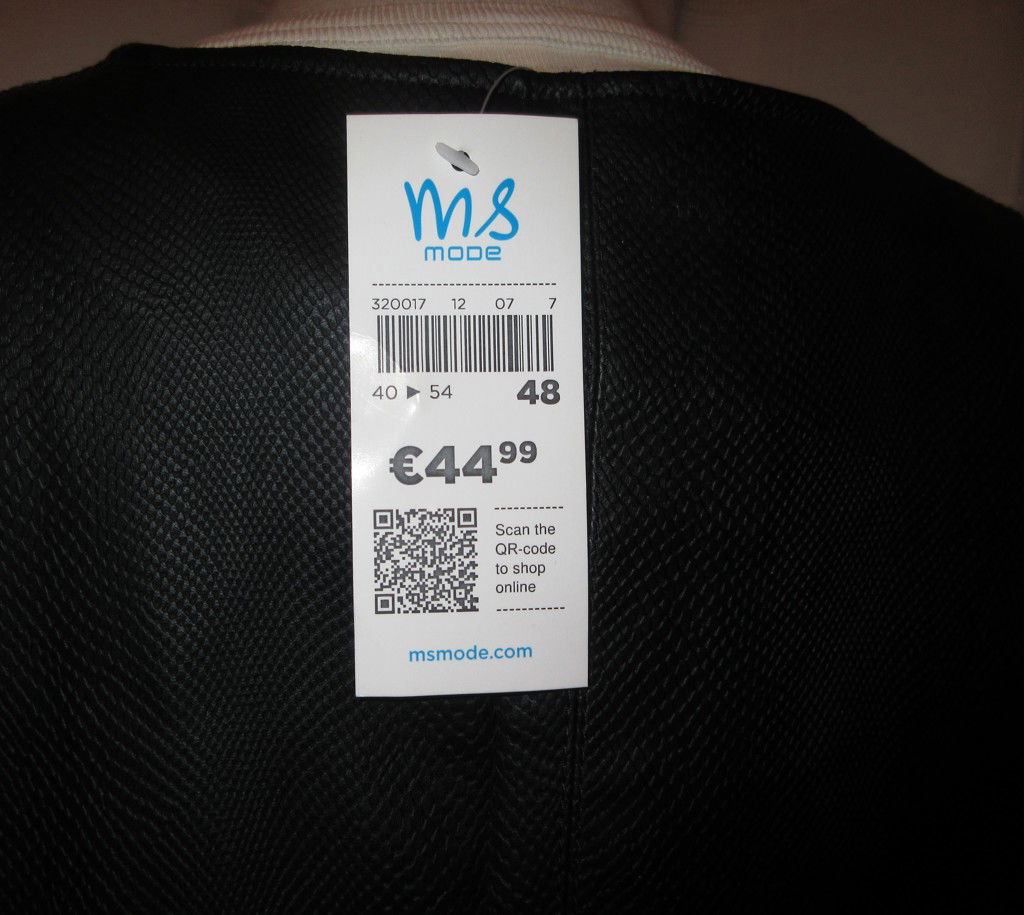 ms
mode
320017 12 07 7
40 ► 54 48
€44⁹⁹
Scan the
QR-code
to shop
online
msmode.com